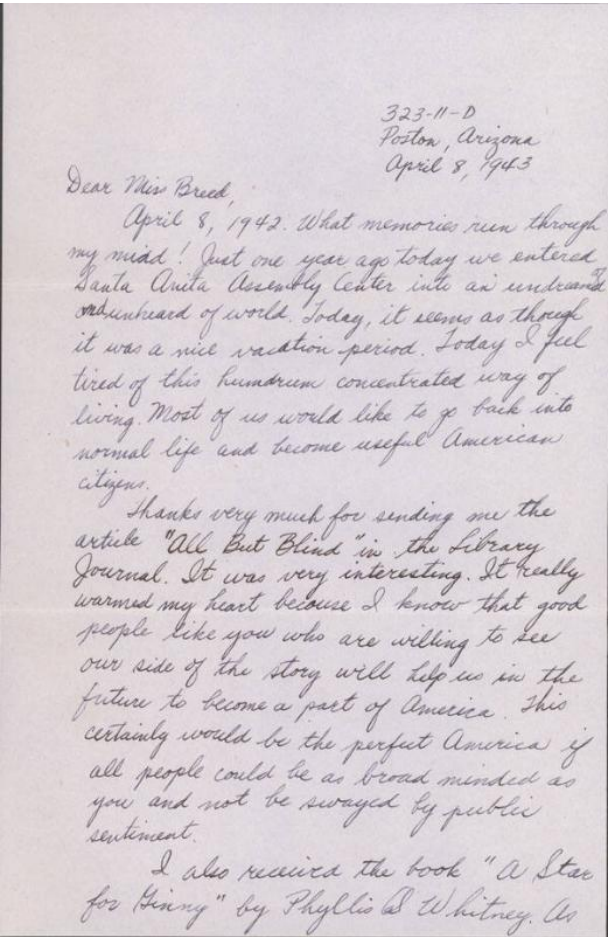 323-11-D
Poston, Arizona
April 8, 1943
Dear Miss Breed,
April 8, 1942. What memories run through
my midd! Just one year ago today we entered
Santa Anita Assembly Center into an undreamed of
and unheard of world. Today, it seems as though
it was a nice vacation period. Today I feel
tired of this humdrum concentrated way of
living. Most of us would like to go back into
normal life and become useful American
citizens.
Thanks very much for sending me the
article "All But Blind" in the Library
Journal. It was very interesting. It really
warmed my heart because I know that good
people like you who are willing to see
our side of the story will help us in the
future to become a part of America. This
certainly would be the perfect America if
all people could be as broad minded as
you and not be swayed by public
sentiment.
I also received the book "A Star
for Ginny" by Phyllis Whitney. As